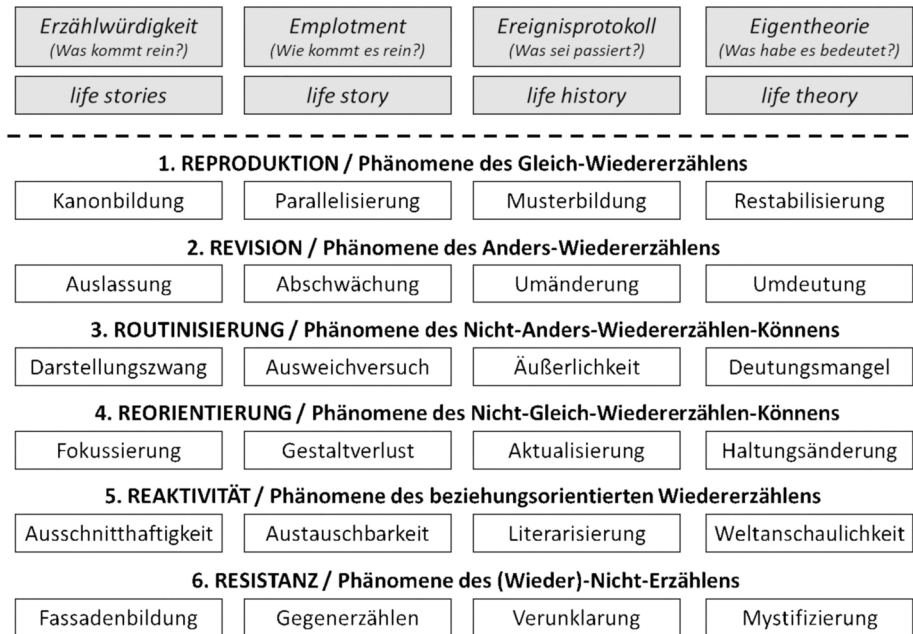 Erzählwürdigkeit Emplotment Ereignisprotokoll Eigentheorie
(Was kommt rein?) (Wie kommt es rein?) (Was sei passiert?) (Was habe es bedeutet?)
life stories life story life history life theory
1. REPRODUKTION / Phänomene des Gleich-Wiedererzählens
Kanonbildung Parallelisierung Musterbildung Restabilisierung
2. REVISION / Phänomene des Anders-Wiedererzählens
Auslassung Abschwächung Umänderung Umdeutung
3. ROUTINISIERUNG / Phänomene des Nicht-Anders-Wiedererzählen-Könnens
Darstellungszwang Ausweichversuch Äußerlichkeit Deutungsmangel
4. REORIENTIERUNG / Phänomene des Nicht-Gleich-Wiedererzählen-Könnens
Fokussierung Gestaltverlust Aktualisierung Haltungsänderung
5. REAKTIVITÄT / Phänomene des beziehungsorientierten Wiedererzählens
Ausschnitthaftigkeit Austauschbarkeit Literarisierung Weltanschaulichkeit
6. RESISTANZ / Phänomene des (Wieder)-Nicht-Erzählens
Fassadenbildung Gegenerzählen Verunklarung Mystifizierung